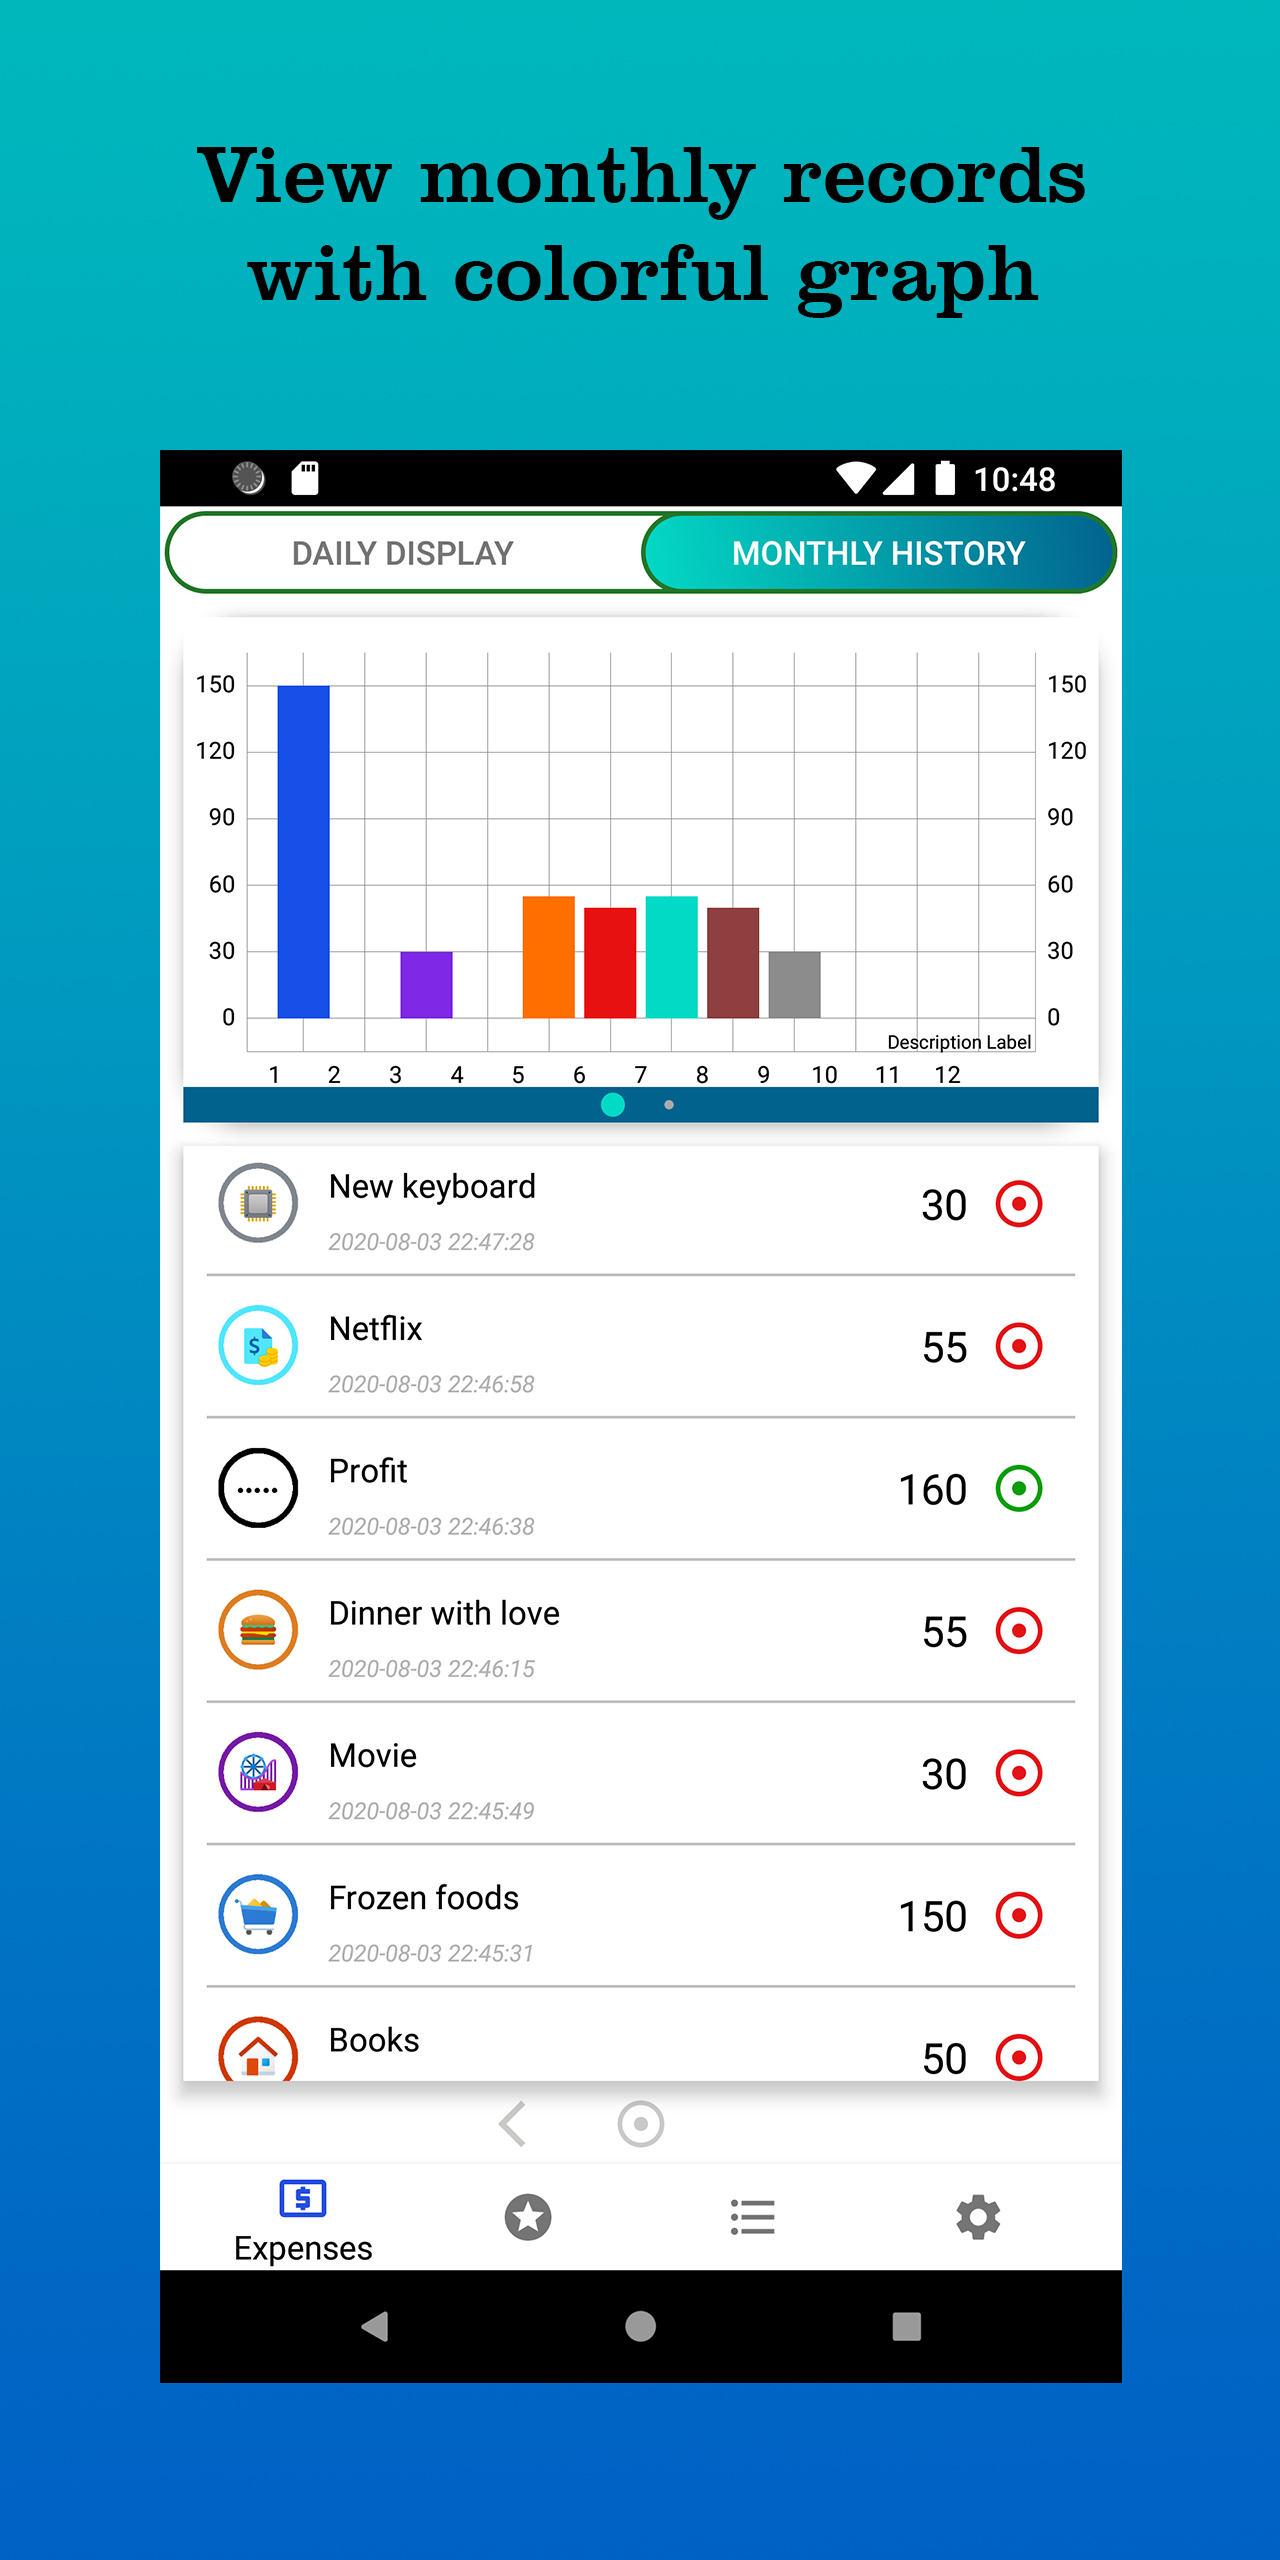 View monthly records
with colorful graph
10:48
DAILY DISPLAY MONTHLY HISTORY
150 150
120 120
90 90
60 60
30 30
0 0
Description Label
1 2 3 4 5 6 7 8 9 10 11 12
New keyboard
30
2020-08-03 22:47:28
$
Netflix
55
2020-08-03 22:46:58
Profit
160
2020-08-03 22:46:38
Dinner with love
55
2020-08-03 22:46:15
Movie
30
2020-08-03 22:45:49
Frozen foods
150
2020-08-03 22:45:31
Books
50
$
Expenses